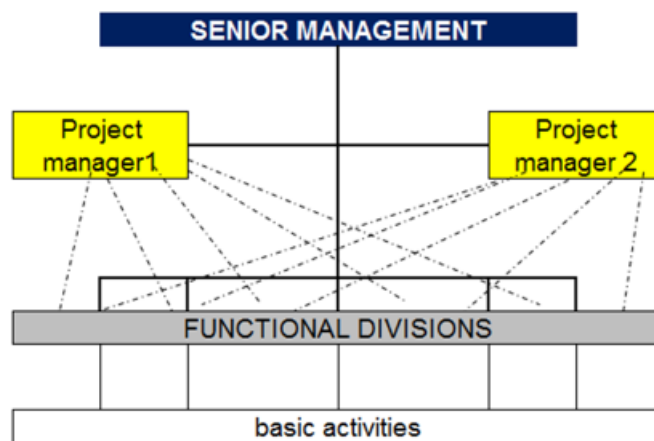 SENIOR MANAGEMENT
Project
manager1
Project
manager 2
FUNCTIONAL DIVISIONS
basic activities